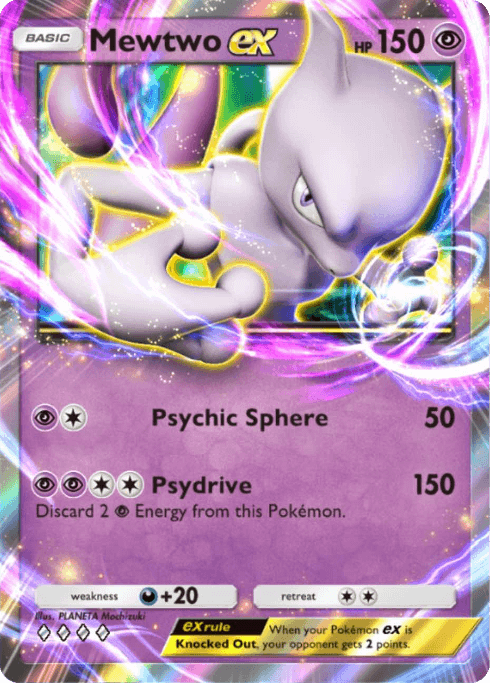 BASIC Mewtwo ex HP 150
Psychic Sphere 50
Psydrive 150
Discard 2 Energy from this Pokémon.
weakness +20 retreat
Illus. PLANETA Mochizuki
ex rule When your Pokémon ex is
Knocked Out, your opponent gets 2 points.